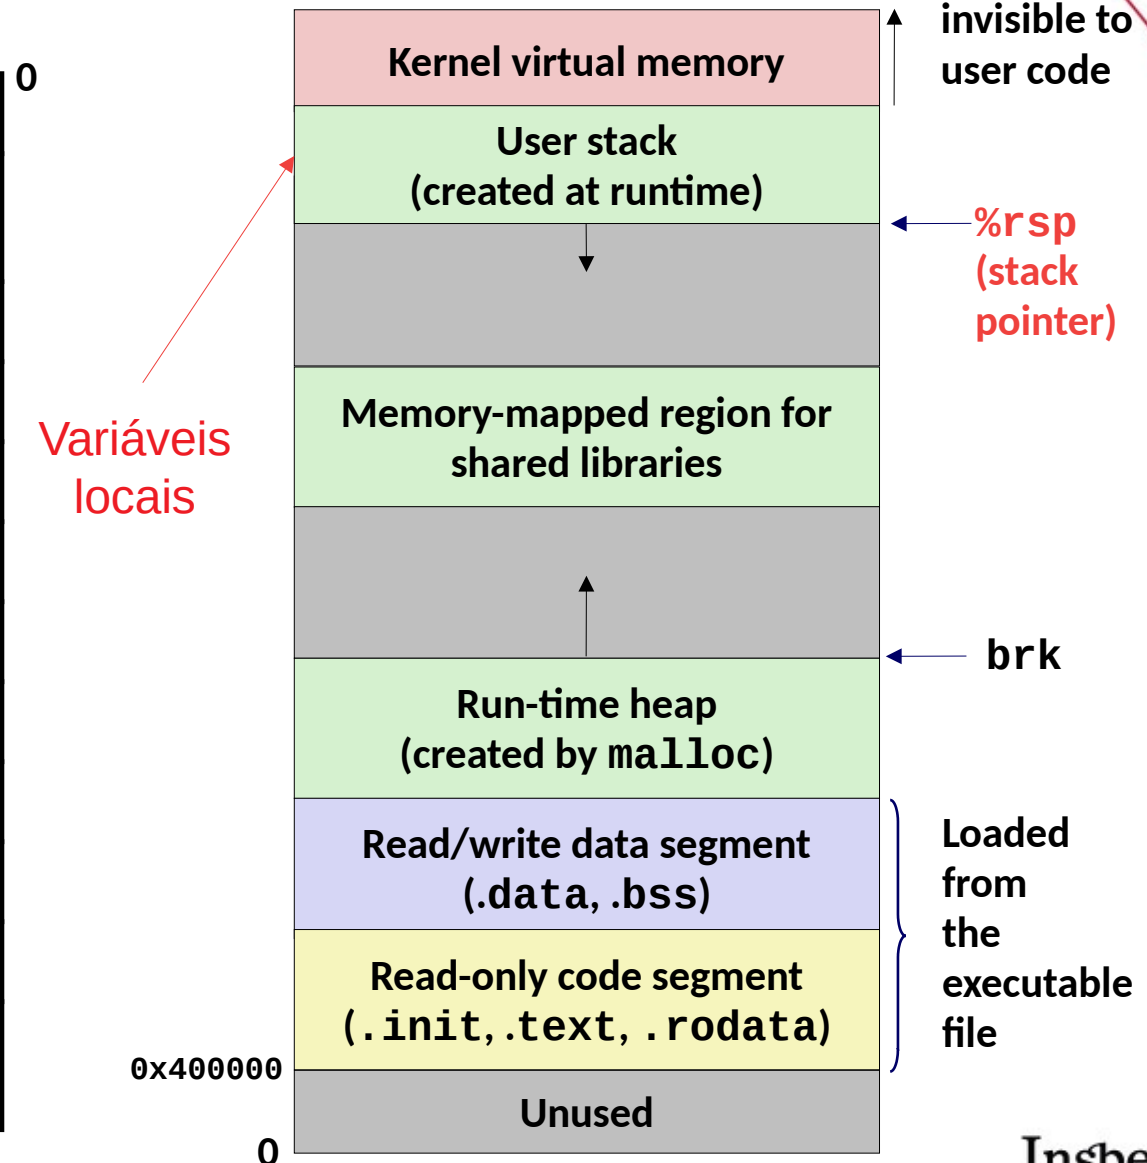 invisible to
user code
0
Kernel virtual memory
User stack
(created at runtime)
%rsp
(stack
pointer)
Variáveis
locais
Memory-mapped region for
shared libraries
brk
Run-time heap
(created by malloc)
Read/write data segment
(.data, .bss)
Read-only code segment
(.init, .text, .rodata)
Loaded
from
the
executable
file
0x400000
Unused
0